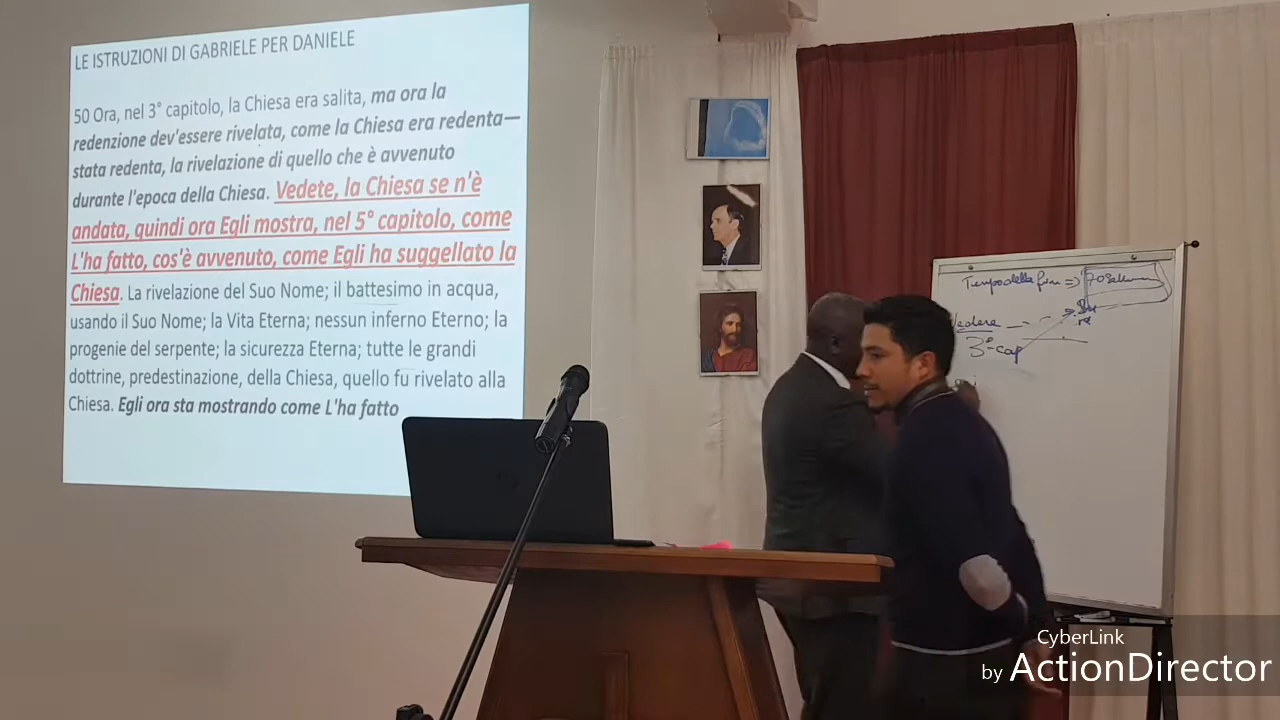 LE ISTRUZIONI DI GABRIELE PER DANIELE
50 Ora, nel 3° capitolo, la Chiesa era salita, ma ora la
redenzione dev'essere rivelata, come la Chiesa era redenta—
stata redenta, la rivelazione di quello che è avvenuto
durante l'epoca della Chiesa. Vedete, la Chiesa se n'è
andata, quindi ora Egli mostra, nel 5° capitolo, come
L'ha fatto, cos'è avvenuto, come Egli ha suggellato la
Chiesa. La rivelazione del Suo Nome; il battesimo in acqua,
usando il Suo Nome; la Vita Eterna; nessun inferno Eterno; la
progenie del serpente; la sicurezza Eterna; tutte le grandi
dottrine, predestinazione, della Chiesa, quello fu rivelato alla
Chiesa. Egli ora sta mostrando come L'ha fatto
Tempo della fine => 70
Vedere
3°-cap
CyberLink
by ActionDirector